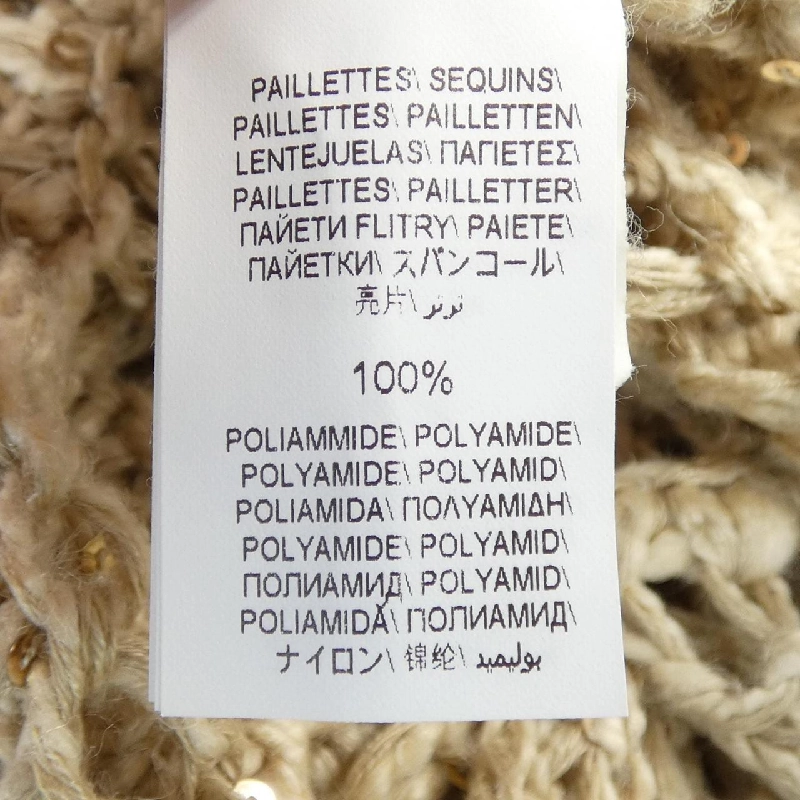 PAILLETTES\ SEQUINS\
PAILLETTES\ PAILLETTEN\
LENTEJUELAS\ ΠΑΓΙΕΤΕΣ\
PAILLETTES\ PAILLETTER\
ПАЙЕТИ FLITRY\ PAIETE\
ПАЙЕТКИ\ スパンコール\
亮片\ ترتر
100%
POLIAMMIDE\ POLYAMIDE\
POLYAMIDE\ POLYAMID\
POLIAMIDA\ ΠΟΛΥΑΜΙΔΗ\
POLYAMIDE\ POLYAMID\
ПОЛИАМИД\ POLYAMID\
POLIAMIDA\ ПОЛИАМИД\
ナイロン\ 锦纶\ بوليميد